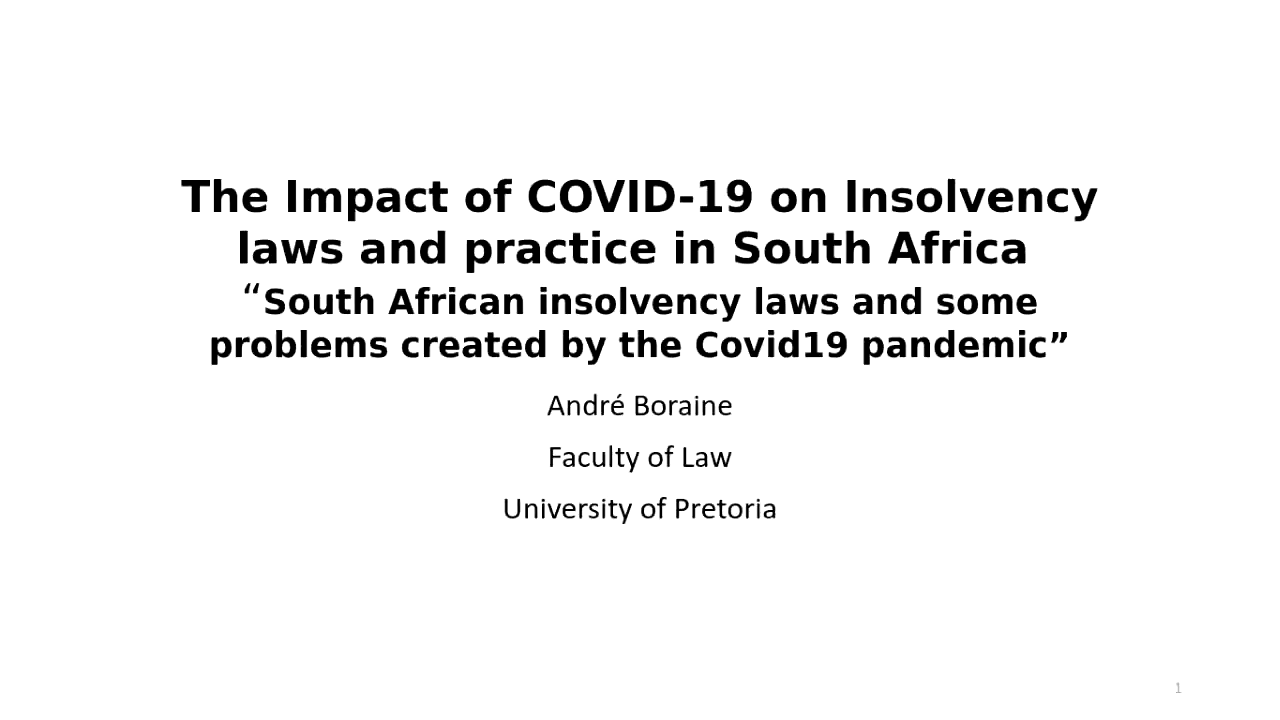 The Impact of COVID-19 on Insolvency
laws and practice in South Africa
“South African insolvency laws and some
problems created by the Covid19 pandemic”
André Boraine
Faculty of Law
University of Pretoria
1